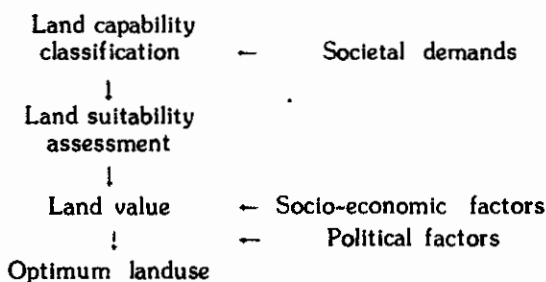 Land capability
classification ← Societal demands
↓
Land suitability
assessment
↓
Land value ← Socio-economic factors
↓ ← Political factors
Optimum landuse